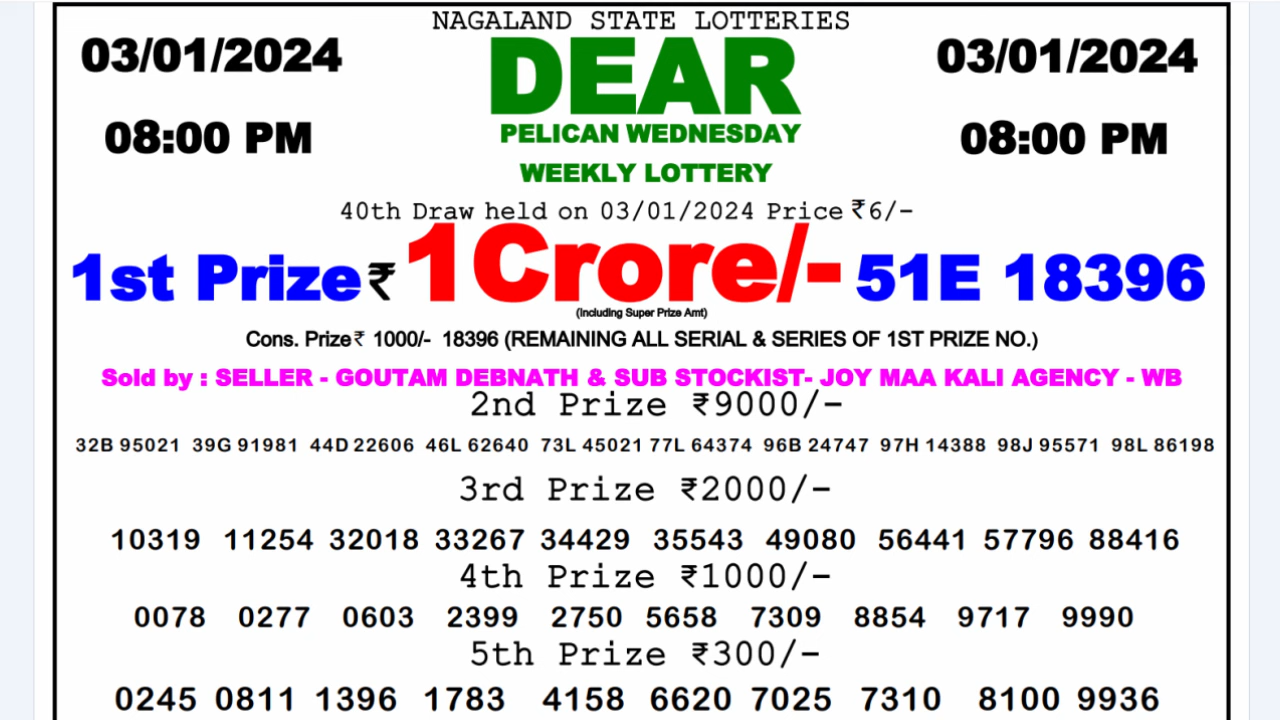 NAGALAND STATE LOTTERIES
03/01/2024 DEAR 03/01/2024
08:00 PM PELICAN WEDNESDAY 08:00 PM
WEEKLY LOTTERY
40th Draw held on 03/01/2024 Price ₹6/-
1st Prize ₹ 1Crore/- 51E 18396
(Including Super Prize Amt)
Cons. Prize ₹ 1000/- 18396 (REMAINING ALL SERIAL & SERIES OF 1ST PRIZE NO.)
Sold by : SELLER - GOUTAM DEBNATH & SUB STOCKIST- JOY MAA KALI AGENCY - WB
2nd Prize ₹9000/-
32B 95021 39G 91981 44D 22606 46L 62640 73L 45021 77L 64374 96B 24747 97H 14388 98J 95571 98L 86198
3rd Prize ₹2000/-
10319 11254 32018 33267 34429 35543 49080 56441 57796 88416
4th Prize ₹1000/-
0078 0277 0603 2399 2750 5658 7309 8854 9717 9990
5th Prize ₹300/-
0245 0811 1396 1783 4158 6620 7025 7310 8100 9936